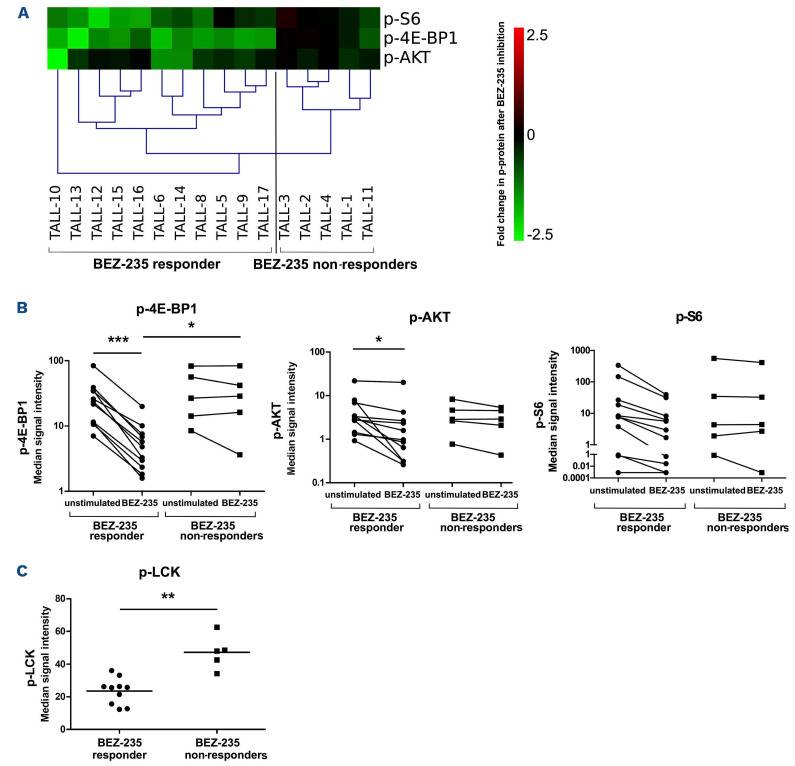 A
p-S6
p-4E-BP1
p-AKT
TALL-10
TALL-13
TALL-12
TALL-15
TALL-16
TALL-6
TALL-14
TALL-8
TALL-5
TALL-9
TALL-17
TALL-3
TALL-2
TALL-4
TALL-1
TALL-11
BEZ-235 responder
BEZ-235 non-responders
Fold change in p-protein after BEZ-235 inhibition
2.5
0
-2.5
B
p-4E-BP1
***
*
p-4E-BP1
Median signal intensity
100
10
1
unstimulated BEZ-235
unstimulated BEZ-235
BEZ-235
responder
BEZ-235
non-responders
p-AKT
*
p-AKT
Median signal intensity
100
10
1
0.1
unstimulated BEZ-235
unstimulated BEZ-235
BEZ-235
responder
BEZ-235
non-responders
p-S6
p-S6
Median signal intensity
1000
100
10
1
1
0.01
0.0001
unstimulated BEZ-235
unstimulated BEZ-235
BEZ-235
responder
BEZ-235
non-responders
C
p-LCK
**
p-LCK
Median signal intensity
80
60
40
20
0
BEZ-235
responder
BEZ-235
non-responders